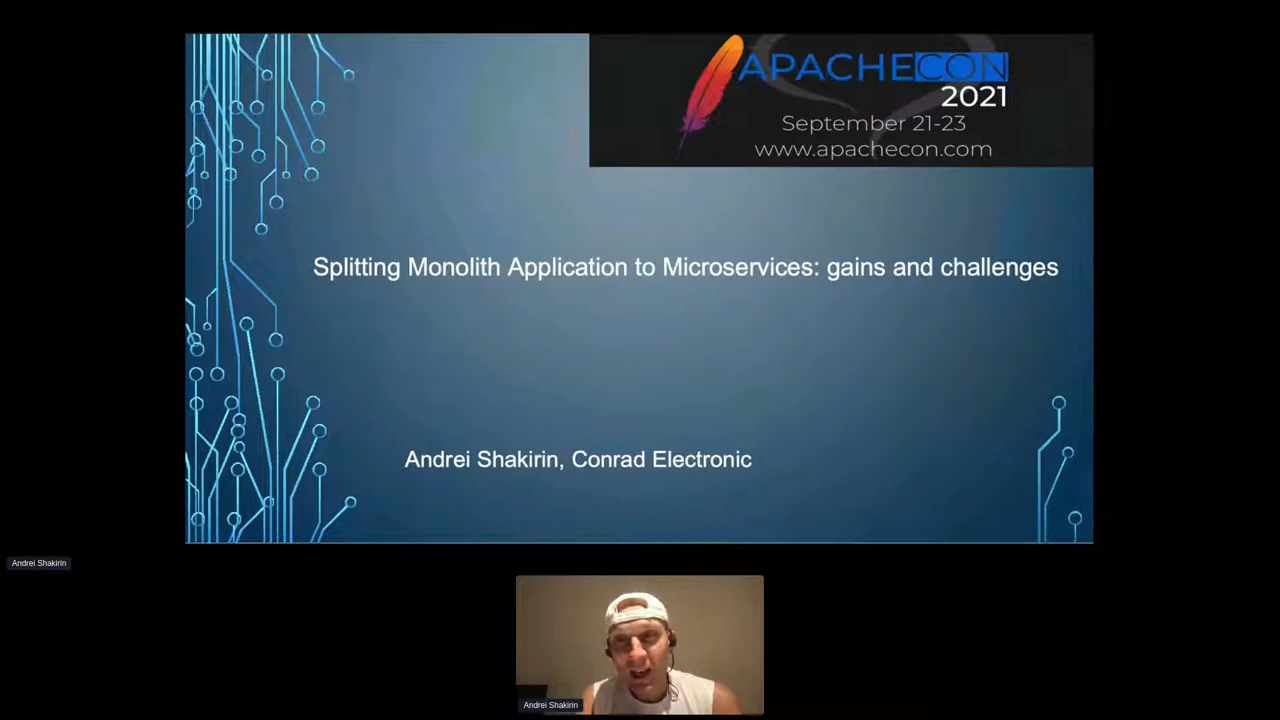 APACHECON
2021
September 21-23
www.apachecon.com
Splitting Monolith Application to Microservices: gains and challenges
Andrei Shakirin, Conrad Electronic
Andrei Shakirin
Andrei Shakirin